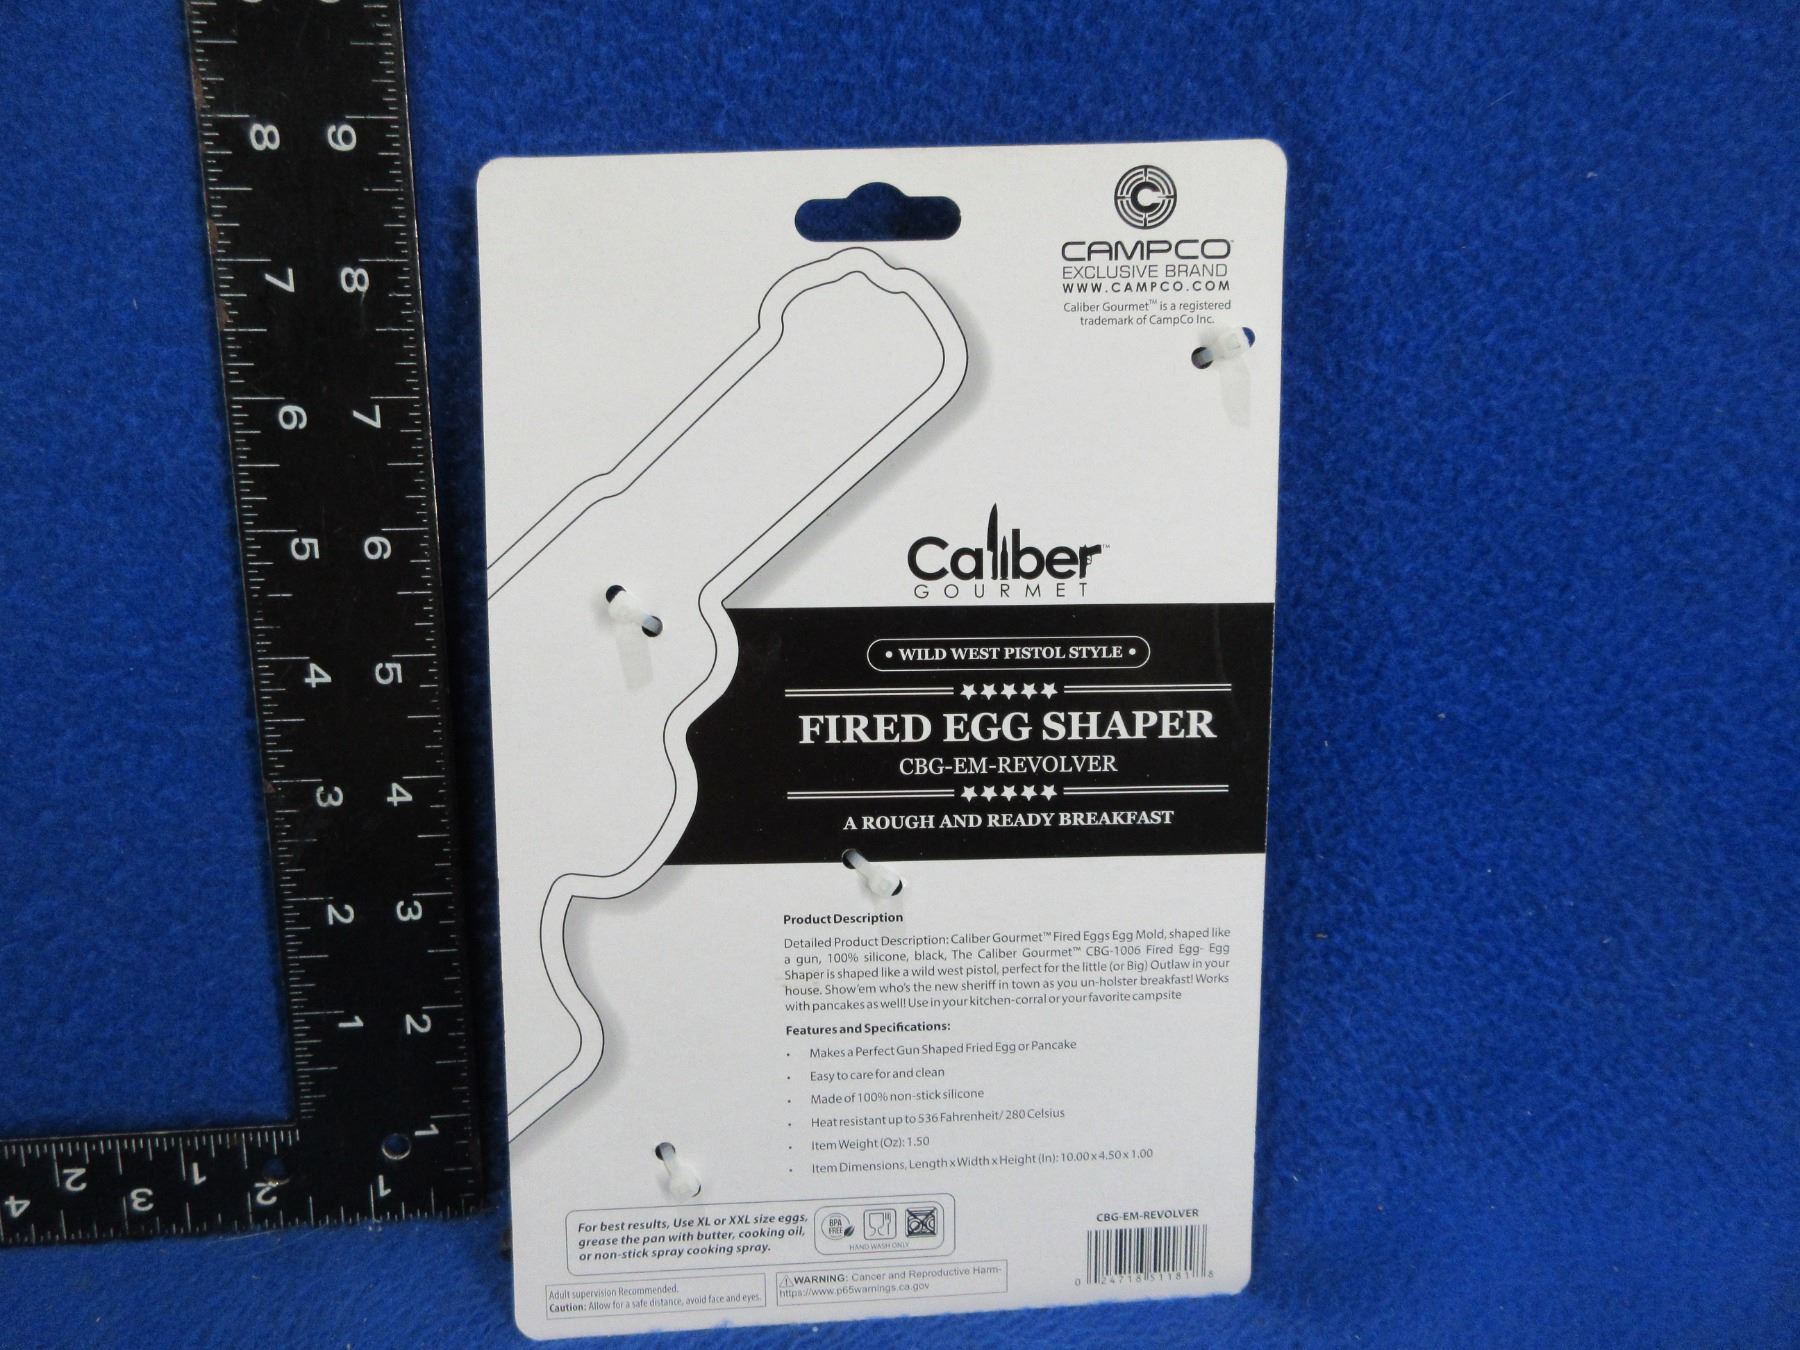 CAMPCO
EXCLUSIVE BRAND
WWW.CAMPCO.COM
Caliber Gourmet™ is a registered
trademark of CampCo Inc.
Caliber™
GOURMET
• WILD WEST PISTOL STYLE •
FIRED EGG SHAPER
CBG-EM-REVOLVER
A ROUGH AND READY BREAKFAST
Product Description
Detailed Product Description: Caliber Gourmet™ Fired Eggs Egg Mold, shaped like
a gun, 100% silicone, black, The Caliber Gourmet™ CBG-1006 Fired Egg- Egg
Shaper is shaped like a wild west pistol, perfect for the little (or Big) Outlaw in your
house. Show'em who's the new sheriff in town as you un-holster breakfast! Works
with pancakes as well! Use in your kitchen-corral or your favorite campsite
Features and Specifications:
• Makes a Perfect Gun Shaped Fried Egg or Pancake
• Easy to care for and clean
• Made of 100% non-stick silicone
• Heat resistant up to 536 Fahrenheit/ 280 Celsius
• Item Weight (Oz): 1.50
• Item Dimensions, Length x Width x Height (In): 10.00 x 4.50 x 1.00
For best results, Use XL or XXL size eggs,
grease the pan with butter, cooking oil,
or non-stick spray cooking spray.
BPA
FREE
HAND WASH ONLY
Adult supervision Recommended.
Caution: Allow for a safe distance, avoid face and eyes.
WARNING: Cancer and Reproductive Harm-
https://www.p65warnings.ca.gov
CBG-EM-REVOLVER
0 24718 51181 8
8 9
7 8
6 7
5 6
4 5
3 4
2 3
1 2
1
4 2 3 1 2 1